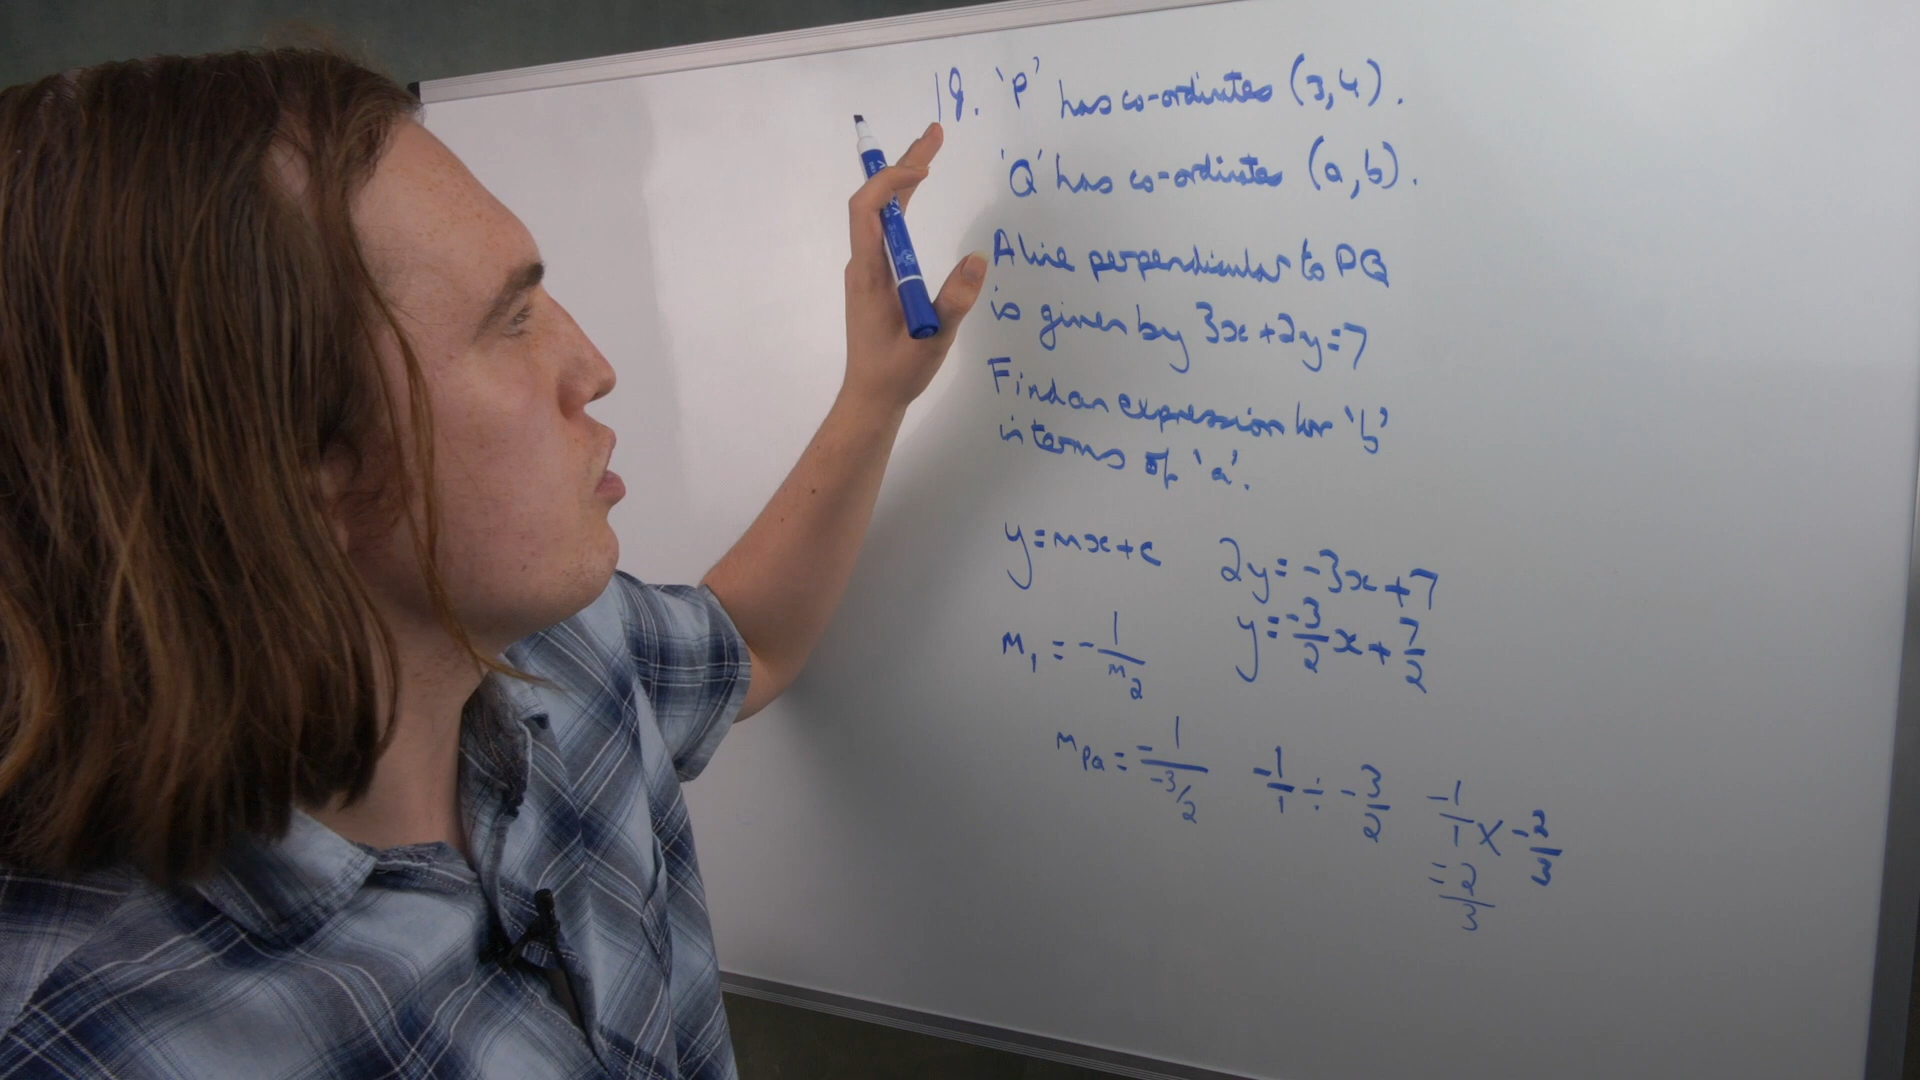 19. 'P' has co-ordinates (3,4).
'Q' has co-ordinates (a,b).
A line perpendicular to PQ
is given by 3x+2y=7
Find an expression for 'b'
in terms of 'a'.
y=mx+c
2y=-3x+7
y=-3/2x+7/2
m₁=-1/m₂
mPQ=-1/-3/2
-1/1÷-3/2
-1/1×-2/3
=2/3